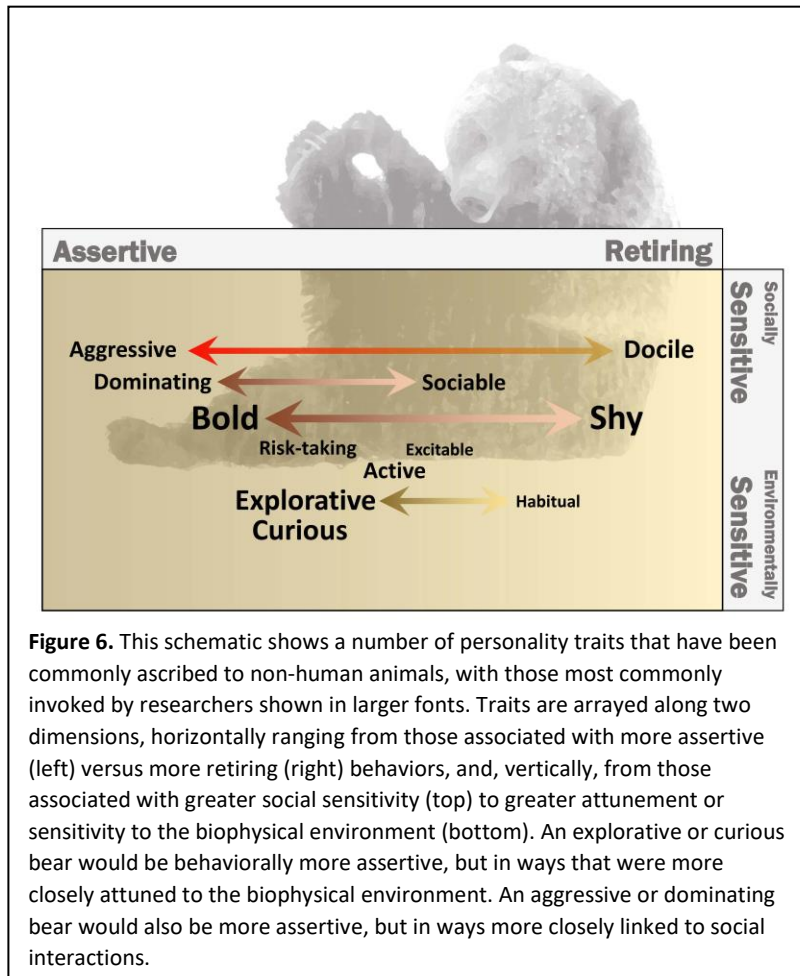 Assertive Retiring
Socially
Sensitive
Aggressive Docile
Dominating Sociable
Bold Shy
Risk-taking Excitable
Active
Explorative Habitual
Curious
Environmentally
Sensitive
Figure 6. This schematic shows a number of personality traits that have been
commonly ascribed to non-human animals, with those most commonly
invoked by researchers shown in larger fonts. Traits are arrayed along two
dimensions, horizontally ranging from those associated with more assertive
(left) versus more retiring (right) behaviors, and, vertically, from those
associated with greater social sensitivity (top) to greater attunement or
sensitivity to the biophysical environment (bottom). An explorative or curious
bear would be behaviorally more assertive, but in ways that were more
closely attuned to the biophysical environment. An aggressive or dominating
bear would also be more assertive, but in ways more closely linked to social
interactions.